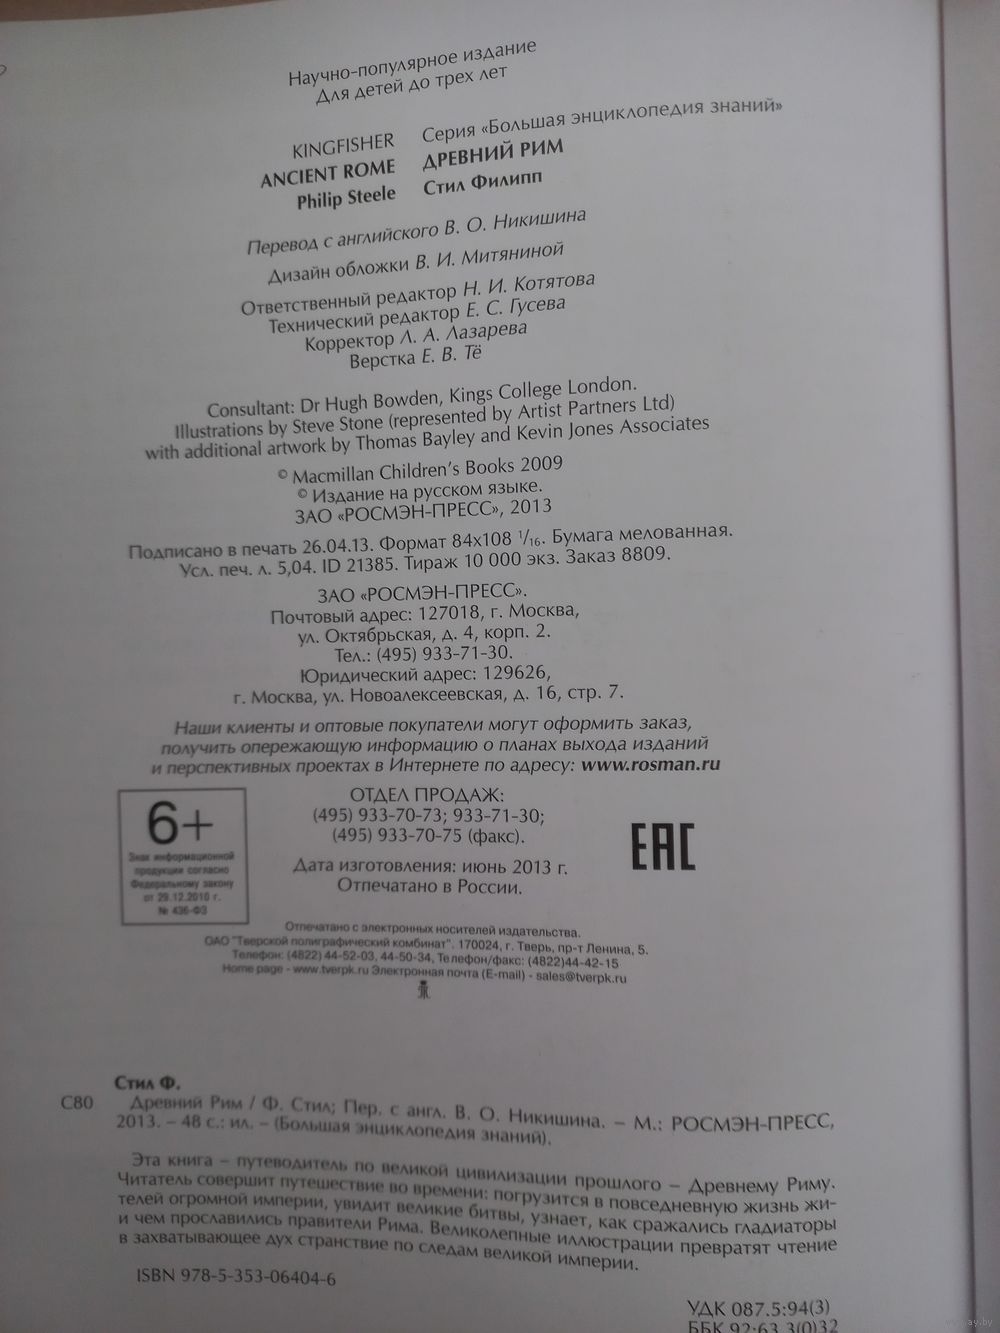 Научно-популярное издание
Для детей до трех лет
KINGFISHER Серия «Большая энциклопедия знаний»
ANCIENT ROME ДРЕВНИЙ РИМ
Philip Steele Стил Филипп
Перевод с английского В. О. Никишина
Дизайн обложки В. И. Митяниной
Ответственный редактор Н. И. Котятова
Технический редактор Е. С. Гусева
Корректор Л. А. Лазарева
Верстка Е. В. Тё
Consultant: Dr Hugh Bowden, Kings College London.
Illustrations by Steve Stone (represented by Artist Partners Ltd)
with additional artwork by Thomas Bayley and Kevin Jones Associates
© Macmillan Children's Books 2009
© Издание на русском языке.
ЗАО «РОСМЭН-ПРЕСС», 2013
Подписано в печать 26.04.13. Формат 84x108 1/16. Бумага мелованная.
Усл. печ. л. 5,04. ID 21385. Тираж 10 000 экз. Заказ 8809.
ЗАО «РОСМЭН-ПРЕСС».
Почтовый адрес: 127018, г. Москва,
ул. Октябрьская, д. 4, корп. 2.
Тел.: (495) 933-71-30.
Юридический адрес: 129626,
г. Москва, ул. Новоалексеевская, д. 16, стр. 7.
Наши клиенты и оптовые покупатели могут оформить заказ,
получить опережающую информацию о планах выхода изданий
и перспективных проектах в Интернете по адресу: www.rosman.ru
ОТДЕЛ ПРОДАЖ:
(495) 933-70-73; 933-71-30;
(495) 933-70-75 (факс).
Дата изготовления: июнь 2013 г.
Отпечатано в России.
6+
Знак информационной
продукции согласно
Федеральному закону
от 29.12.2010 г.
№ 436-ФЗ
EAC
Отпечатано с электронных носителей издательства.
ОАО "Тверской полиграфический комбинат". 170024, г. Тверь, пр-т Ленина, 5.
Телефон: (4822) 44-52-03, 44-50-34, Телефон/факс: (4822)44-42-15
Home page - www.tverpk.ru Электронная почта (E-mail) - sales@tverpk.ru
Стил Ф.
С80 Древний Рим / Ф. Стил; Пер. с англ. В. О. Никишина. – М.: РОСМЭН-ПРЕСС,
2013. – 48 с.: ил. – (Большая энциклопедия знаний).
Эта книга – путеводитель по великой цивилизации прошлого – Древнему Риму.
Читатель совершит путешествие во времени: погрузится в повседневную жизнь жи-
телей огромной империи, увидит великие битвы, узнает, как сражались гладиаторы
и чем прославились правители Рима. Великолепные иллюстрации превратят чтение
в захватывающее дух странствие по следам великой империи.
ISBN 978-5-353-06404-6
УДК 087.5:94(3)
ББК 92:63.3(0)32